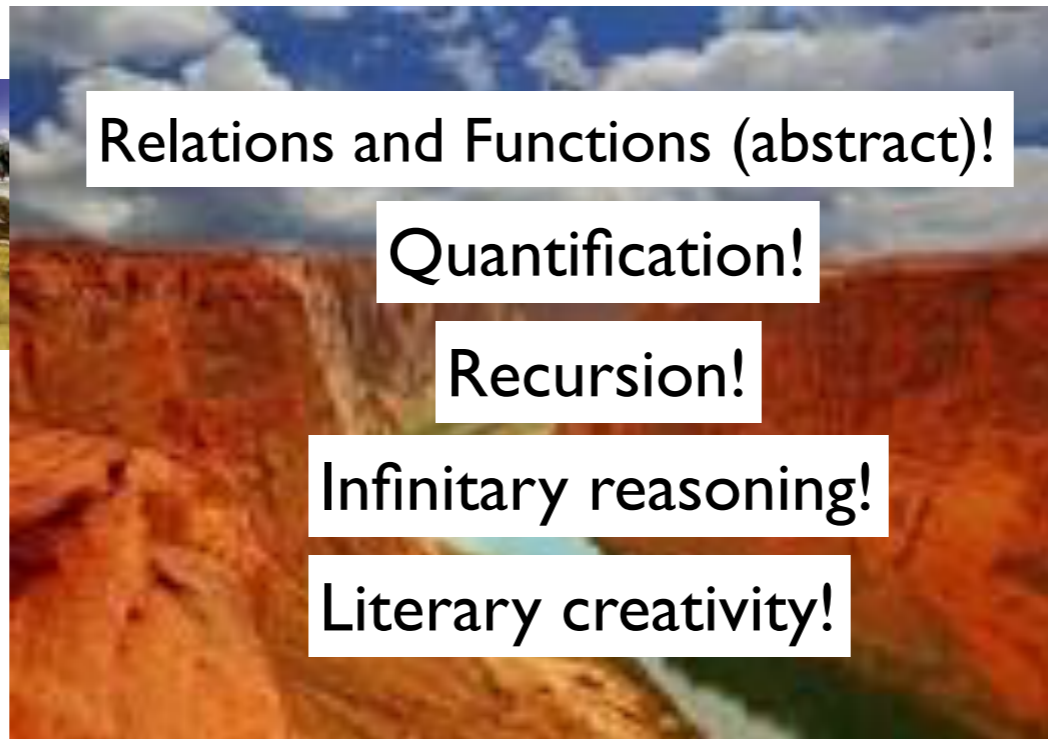 Relations and Functions (abstract)!
Quantification!
Recursion!
Infinitary reasoning!
Literary creativity!